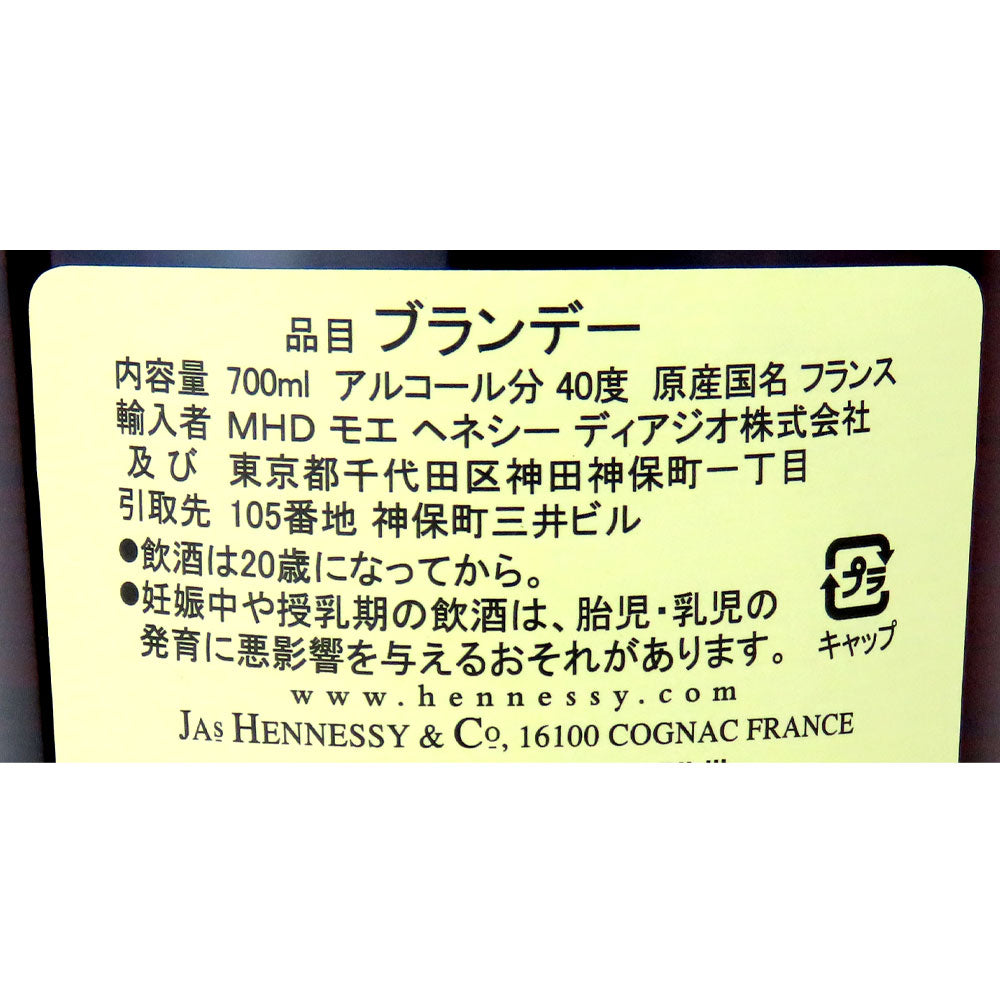 品目 ブランデー
内容量 700ml アルコール分 40度 原産国名 フランス
輸入者 MHD モエ ヘネシー ディアジオ株式会社
及び 東京都千代田区神田神保町一丁目
引取先 105番地 神保町三井ビル
●飲酒は20歳になってから。
●妊娠中や授乳期の飲酒は、胎児・乳児の
発育に悪影響を与えるおそれがあります。
プラ
キャップ
www.hennessy.com
JAS HENNESSY & Cº, 16100 COGNAC FRANCE